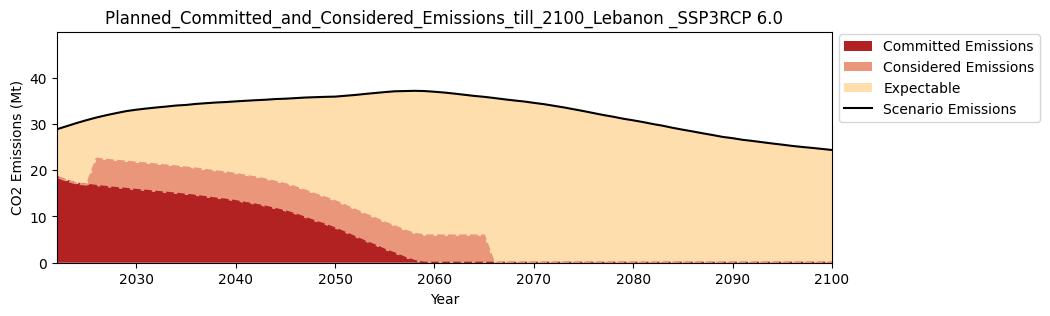 Planned_Committed_and_Considered_Emissions_till_2100_Lebanon _SSP3RCP 6.0
Committed Emissions
Considered Emissions
Expectable
Scenario Emissions
CO2 Emissions (Mt)
40
30
20
10
0
2030 2040 2050 2060 2070 2080 2090 2100
Year